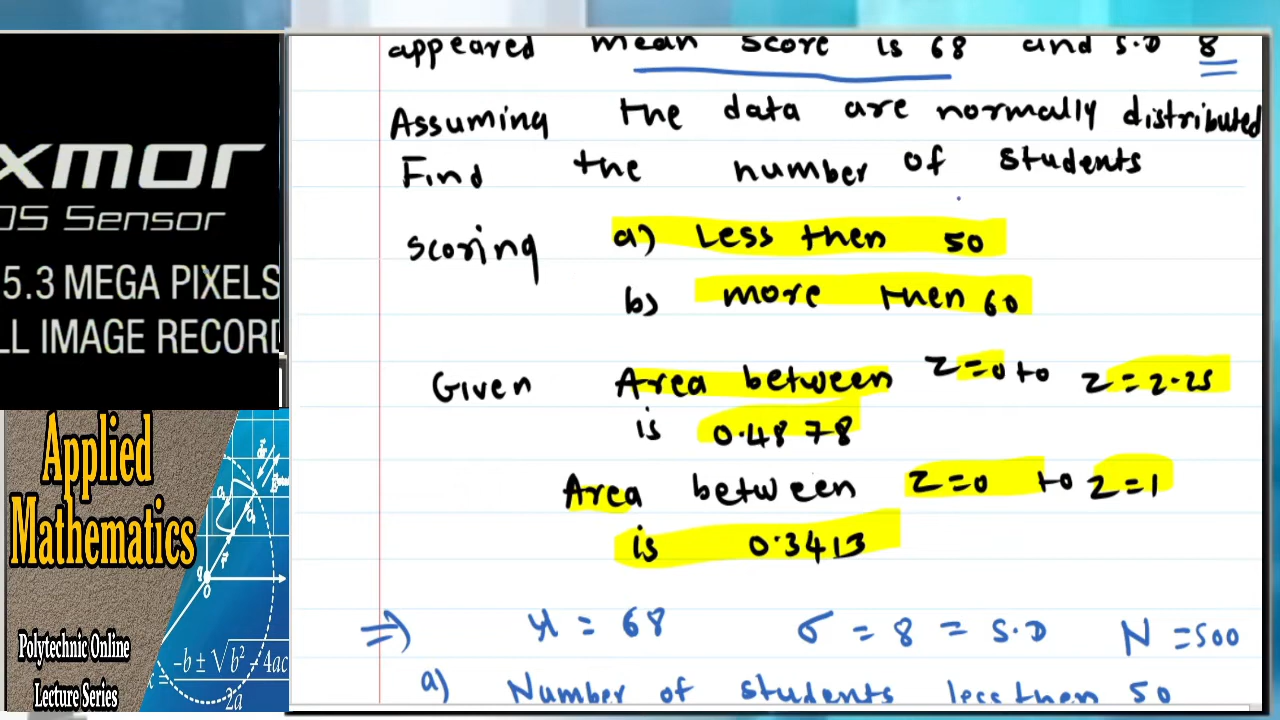 xmor
OS Sensor
5.3 MEGA PIXELS
LL IMAGE RECORD
Applied
Mathematics
Polytechnic Online
Lecture Series
-b ± √b² - 4ac
2a
appeared mean score is 68 and S.D 8
Assuming the data are normally distributed
Find the number of students
scoring a) Less then 50
b) more then 60
Given Area between z=0 to z=2.25
is 0.4878
Area between z=0 to z=1
is 0.3413
=> μ = 68 σ = 8 = S.D N = 500
a) Number of students less then 50